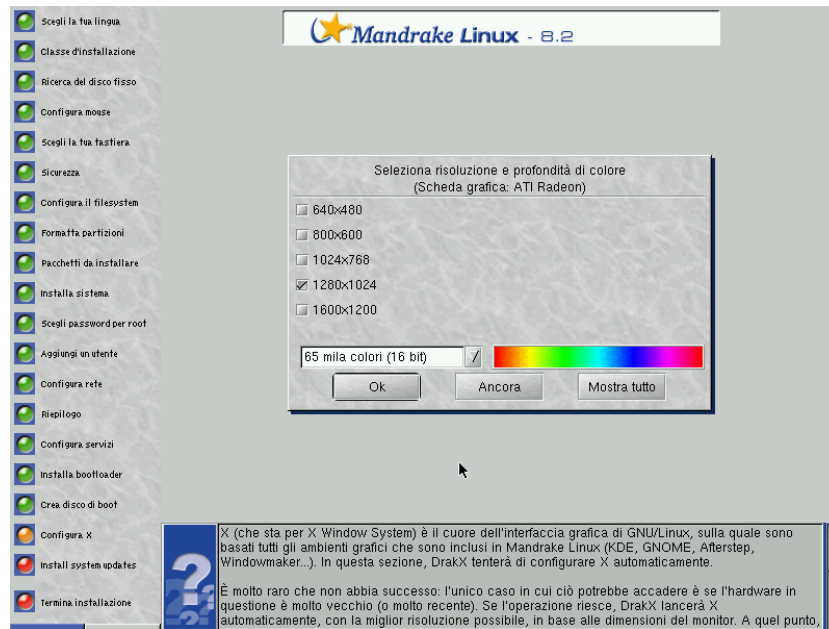 Scegli la tua lingua
Classe d'installazione
Ricerca del disco fisso
Configura mouse
Scegli la tua tastiera
Sicurezza
Configura il filesystem
Formatta partizioni
Pacchetti da installare
Installa sistema
Scegli password per root
Aggiungi un utente
Configura rete
Riepilogo
Configura servizi
Installa bootloader
Crea disco di boot
Configura X
Install system updates
Termina installazione
Mandrake Linux - 8.2
Seleziona risoluzione e profondità di colore
(Scheda grafica: ATI Radeon)
640x480
800x600
1024x768
1280x1024
1600x1200
65 mila colori (16 bit)
Ok
Ancora
Mostra tutto
X (che sta per X Window System) è il cuore dell'interfaccia grafica di GNU/Linux, sulla quale sono
basati tutti gli ambienti grafici che sono inclusi in Mandrake Linux (KDE, GNOME, Afterstep,
Windowmaker...). In questa sezione, DrakX tenterà di configurare X automaticamente.
È molto raro che non abbia successo: l'unico caso in cui ciò potrebbe accadere è se l'hardware in
questione è molto vecchio (o molto recente). Se l'operazione riesce, DrakX lancerà X
automaticamente, con la miglior risoluzione possibile, in base alle dimensioni del monitor. A quel punto,